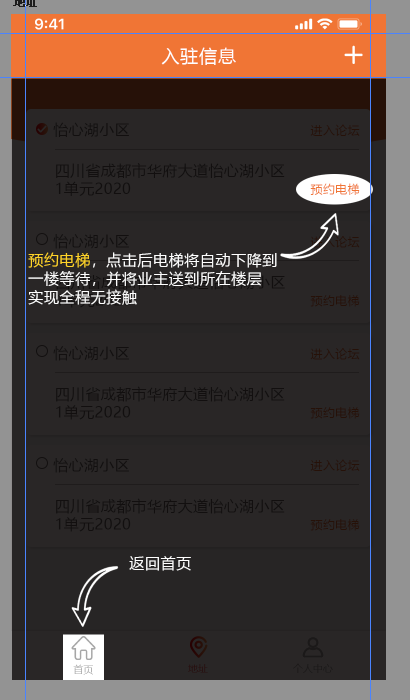 地址
9:41
入驻信息
怡心湖小区
进入论坛
四川省成都市华府大道怡心湖小区
1单元2020
预约电梯
怡心湖小区
论坛
预约电梯，点击后电梯将自动下降到
一楼等待，并将业主送到所在楼层
实现全程无接触
预约电梯
怡心湖小区
进入论坛
四川省成都市华府大道怡心湖小区
1单元2020
预约电梯
怡心湖小区
进入论坛
四川省成都市华府大道怡心湖小区
1单元2020
预约电梯
返回首页
首页
地址
个人中心